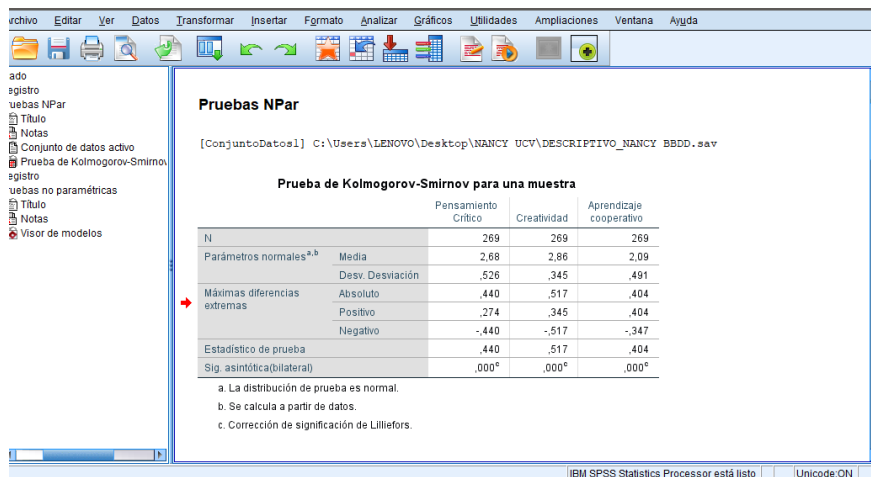 Archivo Editar Ver Datos Transformar Insertar Formato Analizar Gráficos Utilidades Ampliaciones Ventana Ayuda
ado
egistro
uebas NPar
Título
Notas
Conjunto de datos activo
Prueba de Kolmogorov-Smirnov
egistro
uebas no paramétricas
Título
Notas
Visor de modelos
Pruebas NPar
[ConjuntoDatos1] C:\Users\LENOVO\Desktop\NANCY UCV\DESCRIPTIVO_NANCY BBDD.sav
Prueba de Kolmogorov-Smirnov para una muestra
Pensamiento Crítico Creatividad Aprendizaje cooperativo
N 269 269 269
Parámetros normales a,b Media 2,68 2,86 2,09
Desv. Desviación ,526 ,345 ,491
Máximas diferencias extremas Absoluto ,440 ,517 ,404
Positivo ,274 ,345 ,404
Negativo -,440 -,517 -,347
Estadístico de prueba ,440 ,517 ,404
Sig. asintótica(bilateral) ,000c ,000c ,000c
a. La distribución de prueba es normal.
b. Se calcula a partir de datos.
c. Corrección de significación de Lilliefors.
IBM SPSS Statistics Processor está listo Unicode:ON